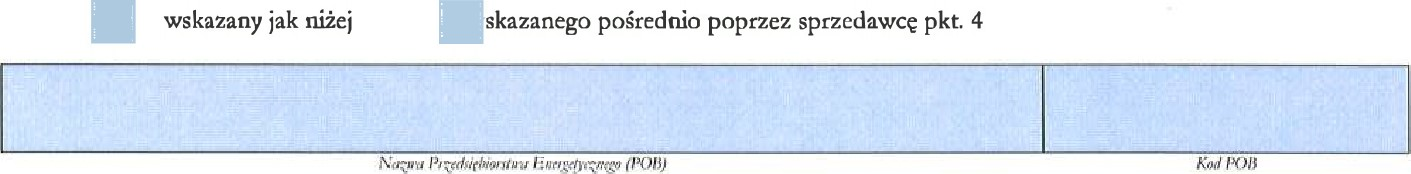 wskazany jak niżej skazanego pośrednio poprzez sprzedawcę pkt. 4
Nazwa Przedsiębiorstwa Energetycznego (POB) Kod POB